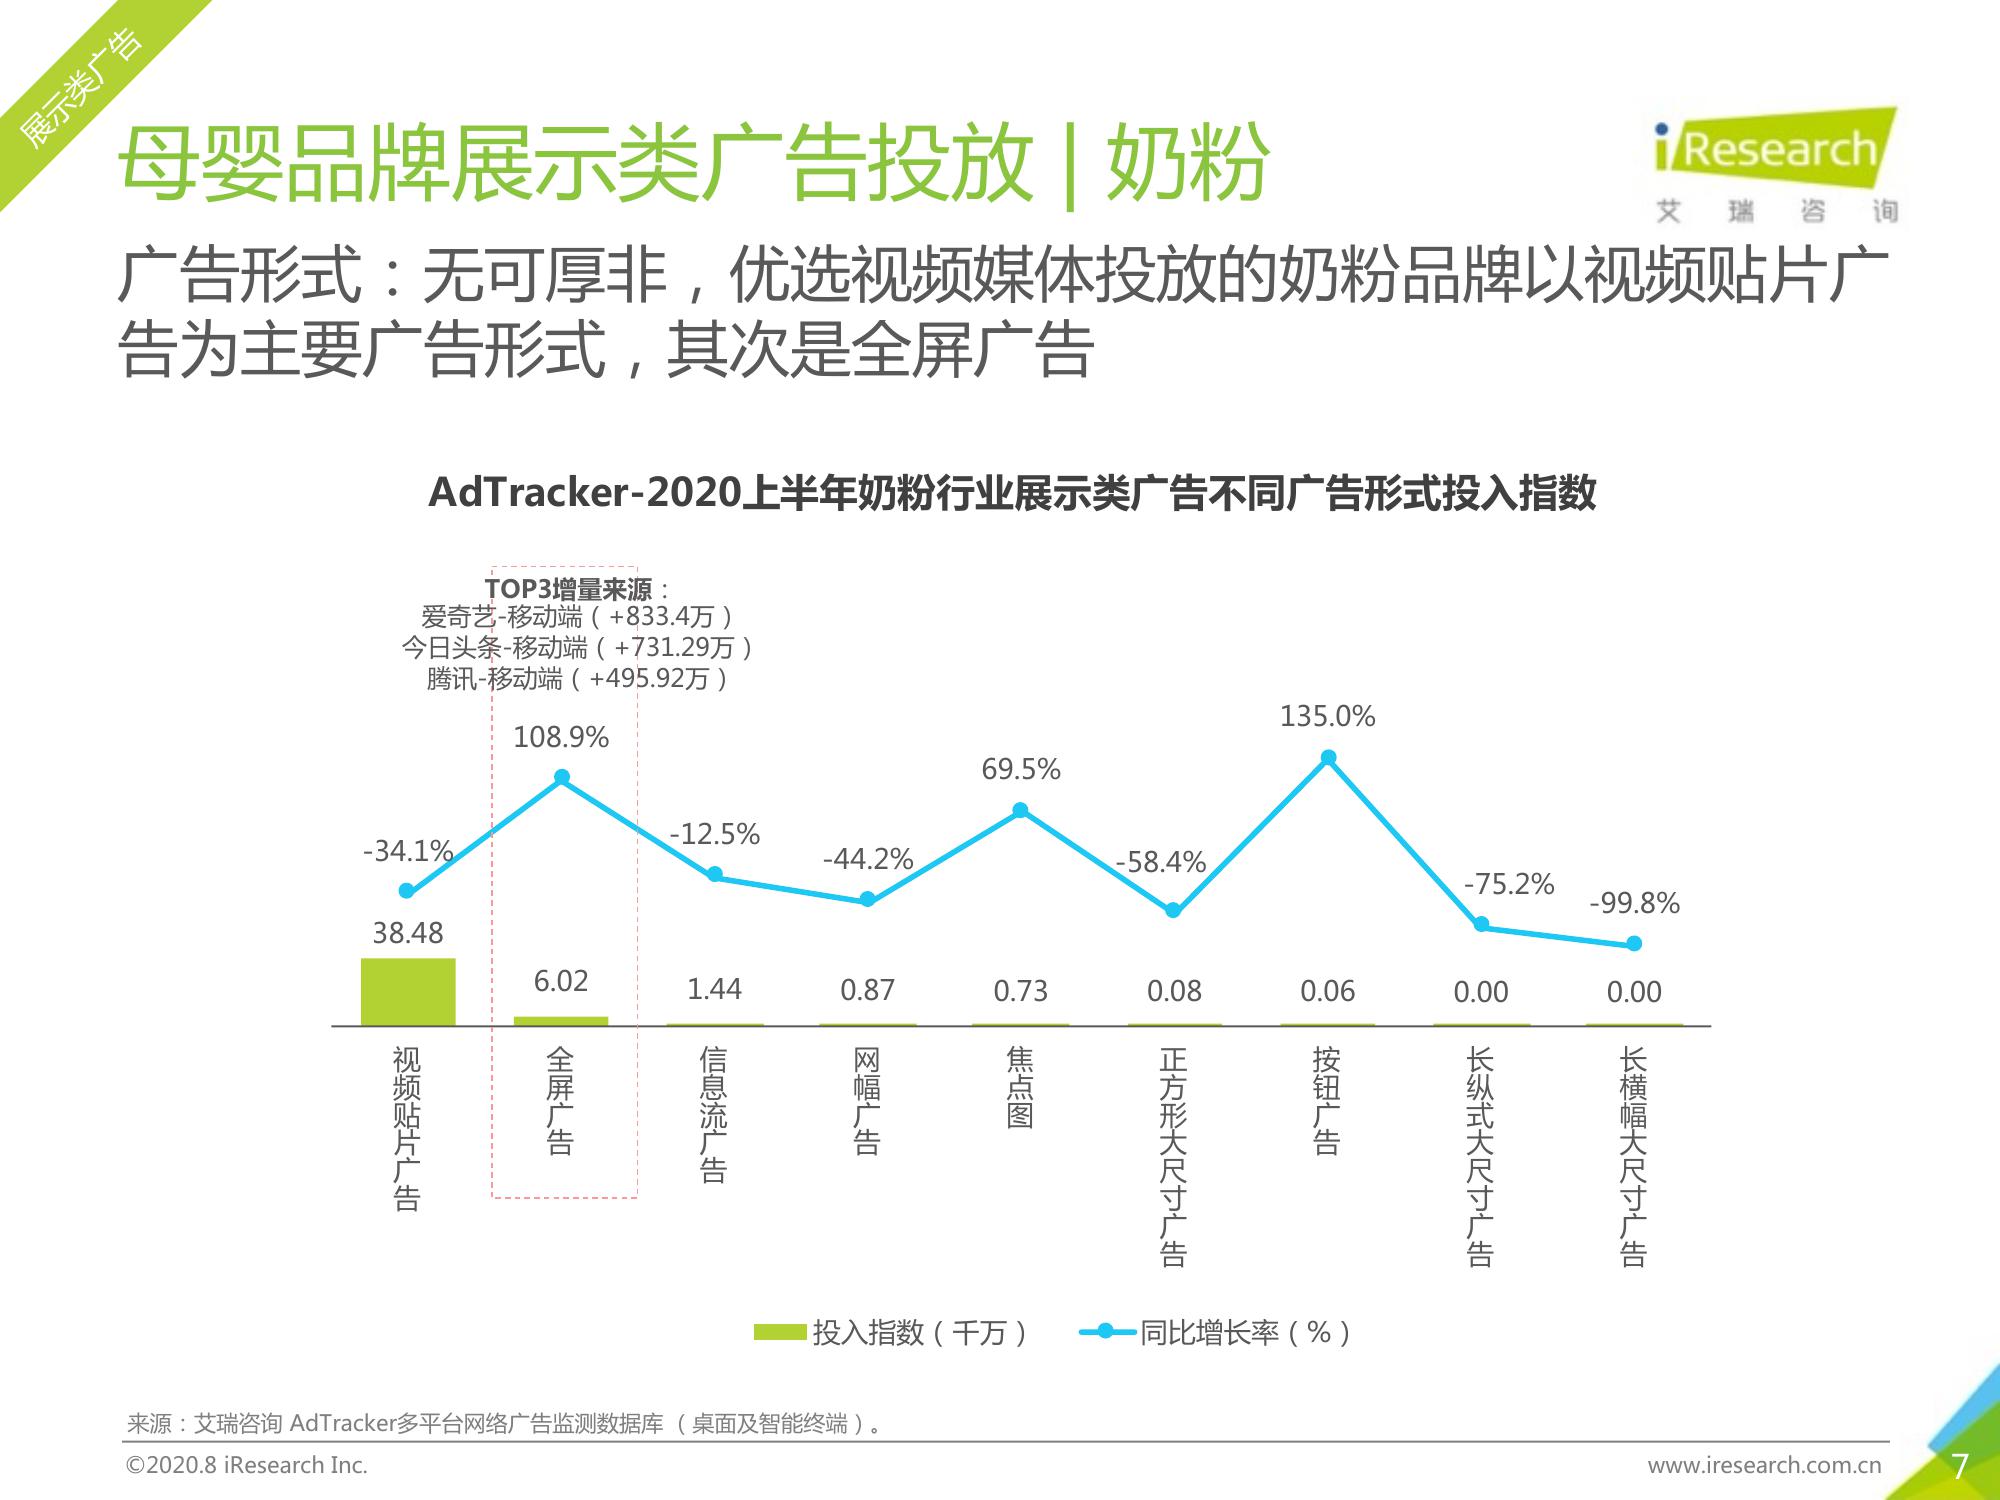 展示类广告
母婴品牌展示类广告投放 | 奶粉
iResearch
艾瑞咨询
广告形式：无可厚非，优选视频媒体投放的奶粉品牌以视频贴片广
告为主要广告形式，其次是全屏广告
AdTracker-2020上半年奶粉行业展示类广告不同广告形式投入指数
TOP3增量来源：
爱奇艺-移动端（+833.4万）
今日头条-移动端（+731.29万）
腾讯-移动端（+495.92万）
-34.1%
108.9%
-12.5%
-44.2%
69.5%
-58.4%
135.0%
-75.2%
-99.8%
38.48
6.02
1.44
0.87
0.73
0.08
0.06
0.00
0.00
视频贴片广告
全屏广告
信息流广告
网幅广告
焦点图
正方形大尺寸广告
按钮广告
长纵式大尺寸广告
长横幅大尺寸广告
投入指数（千万）
同比增长率（%）
来源：艾瑞咨询 AdTracker多平台网络广告监测数据库 （桌面及智能终端）。
©2020.8 iResearch Inc.
www.iresearch.com.cn
7